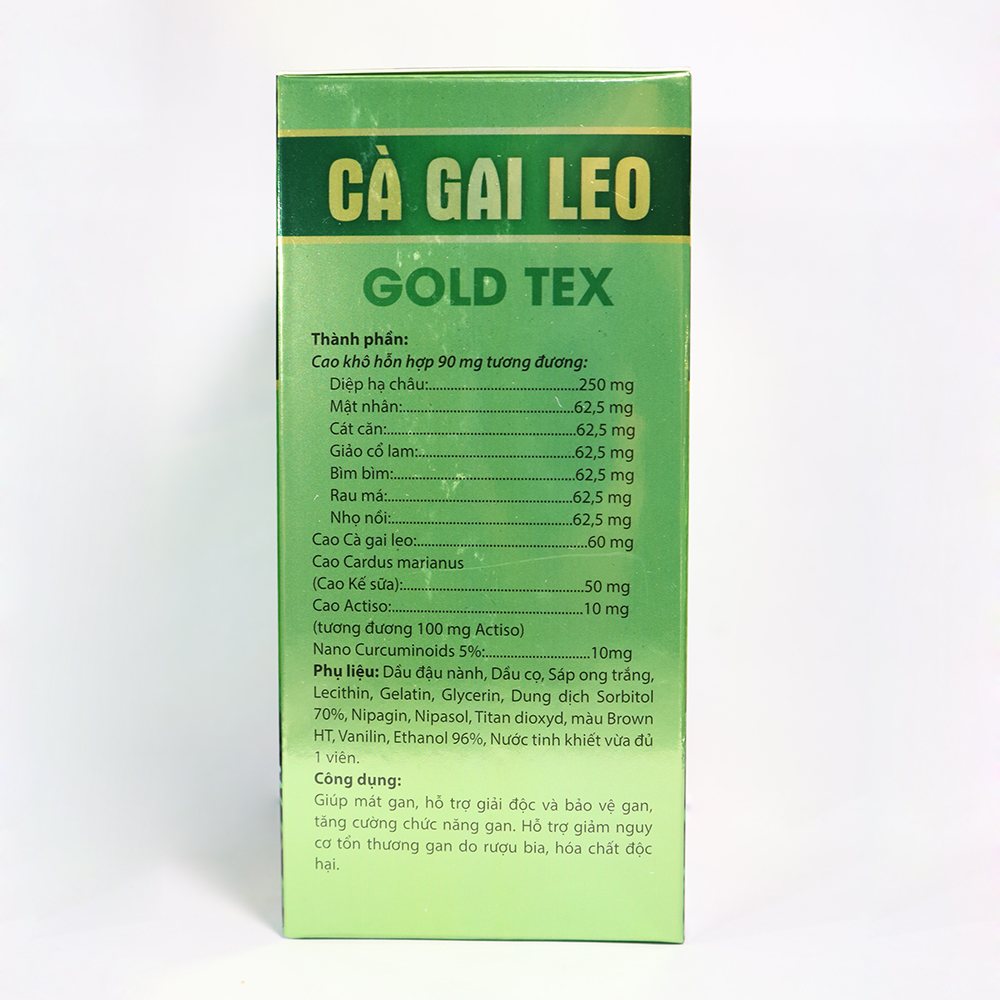 CÀ GAI LEO
GOLD TEX
Thành phần:
Cao khô hỗn hợp 90 mg tương đương:
Diệp hạ châu:..........................................250 mg
Mật nhân:................................................62,5 mg
Cát căn:....................................................62,5 mg
Giảo cổ lam:.............................................62,5 mg
Bìm bìm:..................................................62,5 mg
Rau má:....................................................62,5 mg
Nhọ nồi:...................................................62,5 mg
Cao Cà gai leo:................................................60 mg
Cao Cardus marianus
(Cao Kế sữa):...................................................50 mg
Cao Actiso:.....................................................10 mg
(tương đương 100 mg Actiso)
Nano Curcuminoids 5%:.............................10mg
Phụ liệu: Dầu đậu nành, Dầu cọ, Sáp ong trắng,
Lecithin, Gelatin, Glycerin, Dung dịch Sorbitol
70%, Nipagin, Nipasol, Titan dioxyd, màu Brown
HT, Vanilin, Ethanol 96%, Nước tinh khiết vừa đủ
1 viên.
Công dụng:
Giúp mát gan, hỗ trợ giải độc và bảo vệ gan,
tăng cường chức năng gan. Hỗ trợ giảm nguy
cơ tổn thương gan do rượu bia, hóa chất độc
hại.